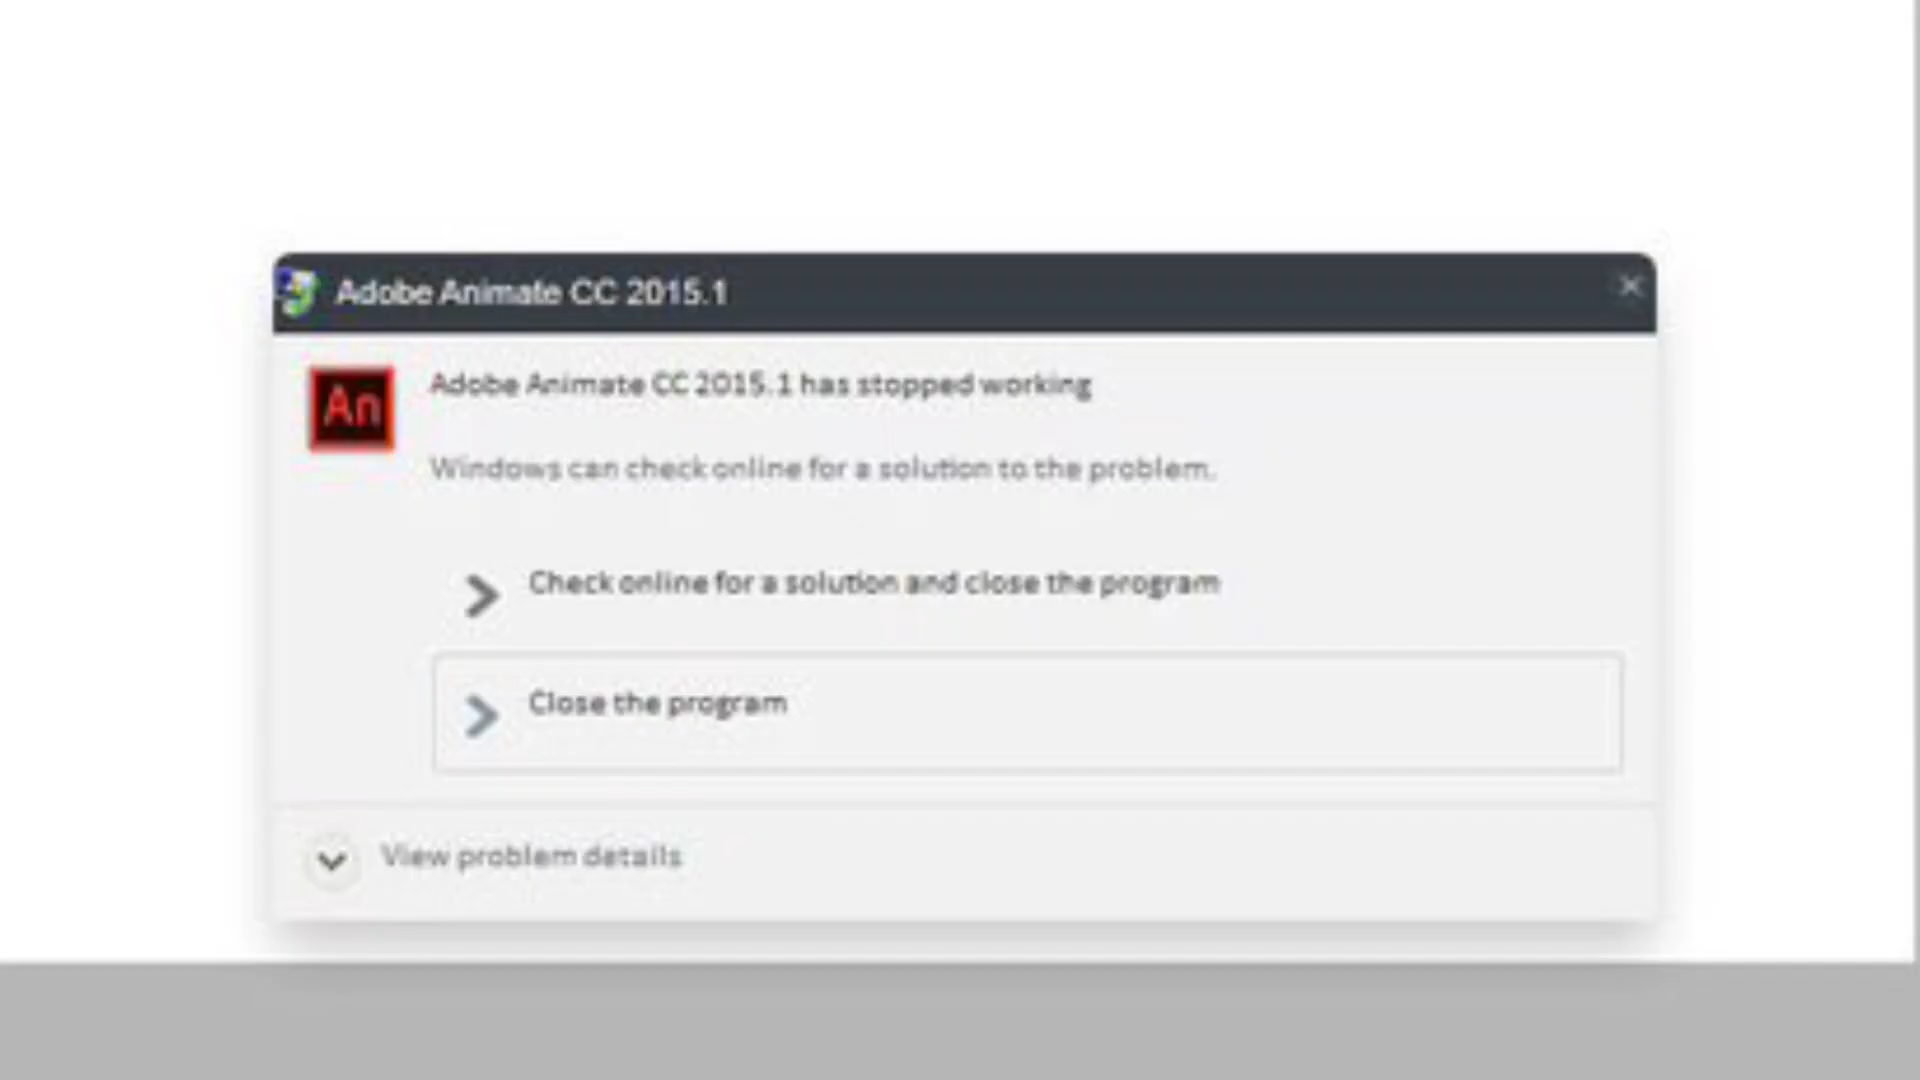 Adobe Animate CC 2015.1
An
Adobe Animate CC 2015.1 has stopped working
Windows can check online for a solution to the problem.
Check online for a solution and close the program
Close the program
View problem details